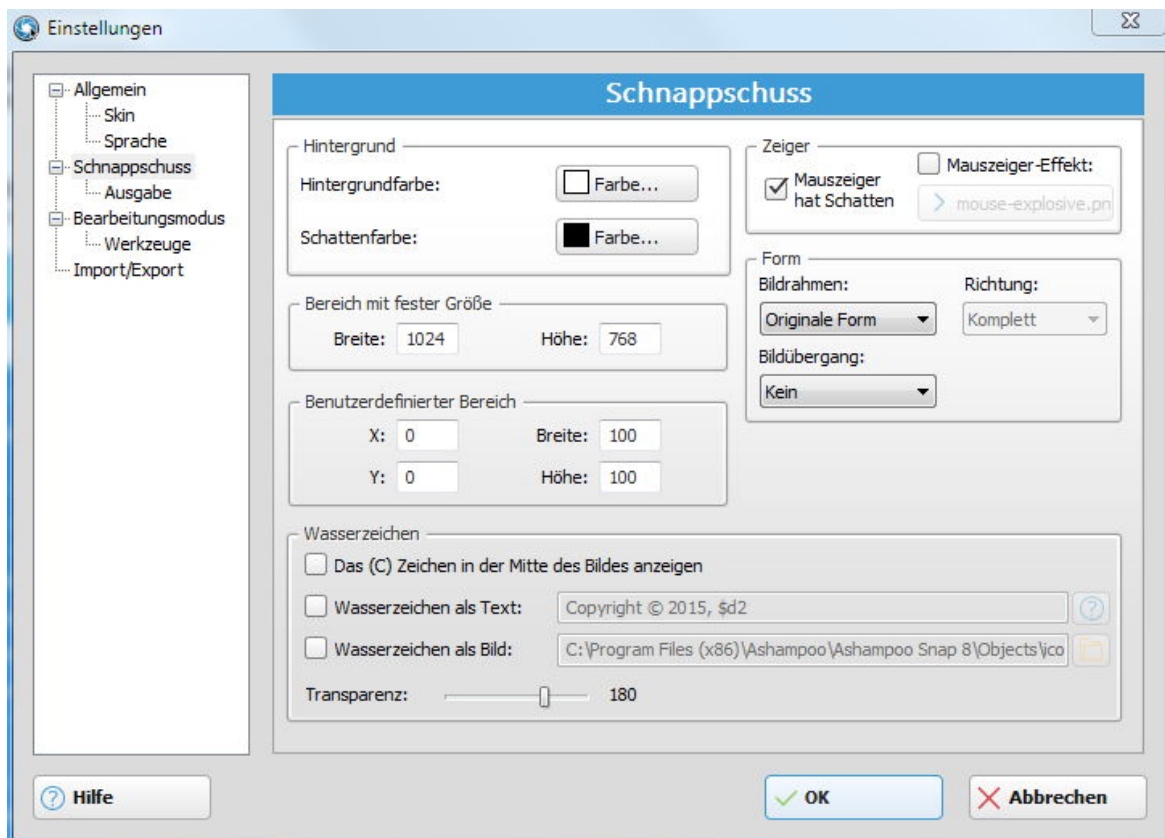 Einstellungen
Allgemein
Skin
Sprache
Schnappschuss
Ausgabe
Bearbeitungsmodus
Werkzeuge
Import/Export
Schnappschuss
Hintergrund
Hintergrundfarbe: Farbe...
Schattenfarbe: Farbe...
Bereich mit fester Größe
Breite: 1024 Höhe: 768
Benutzerdefinierter Bereich
X: 0 Breite: 100
Y: 0 Höhe: 100
Zeiger
Mauszeiger
hat Schatten
Mauszeiger-Effekt:
mouse-explosive.pn
Form
Bildrahmen: Richtung:
Originale Form Komplett
Bildübergang:
Kein
Wasserzeichen
Das (C) Zeichen in der Mitte des Bildes anzeigen
Wasserzeichen als Text: Copyright © 2015, $d2
Wasserzeichen als Bild: C:\Program Files (x86)\Ashampoo\Ashampoo Snap 8\Objects\ico
Transparenz: 180
Hilfe OK Abbrechen